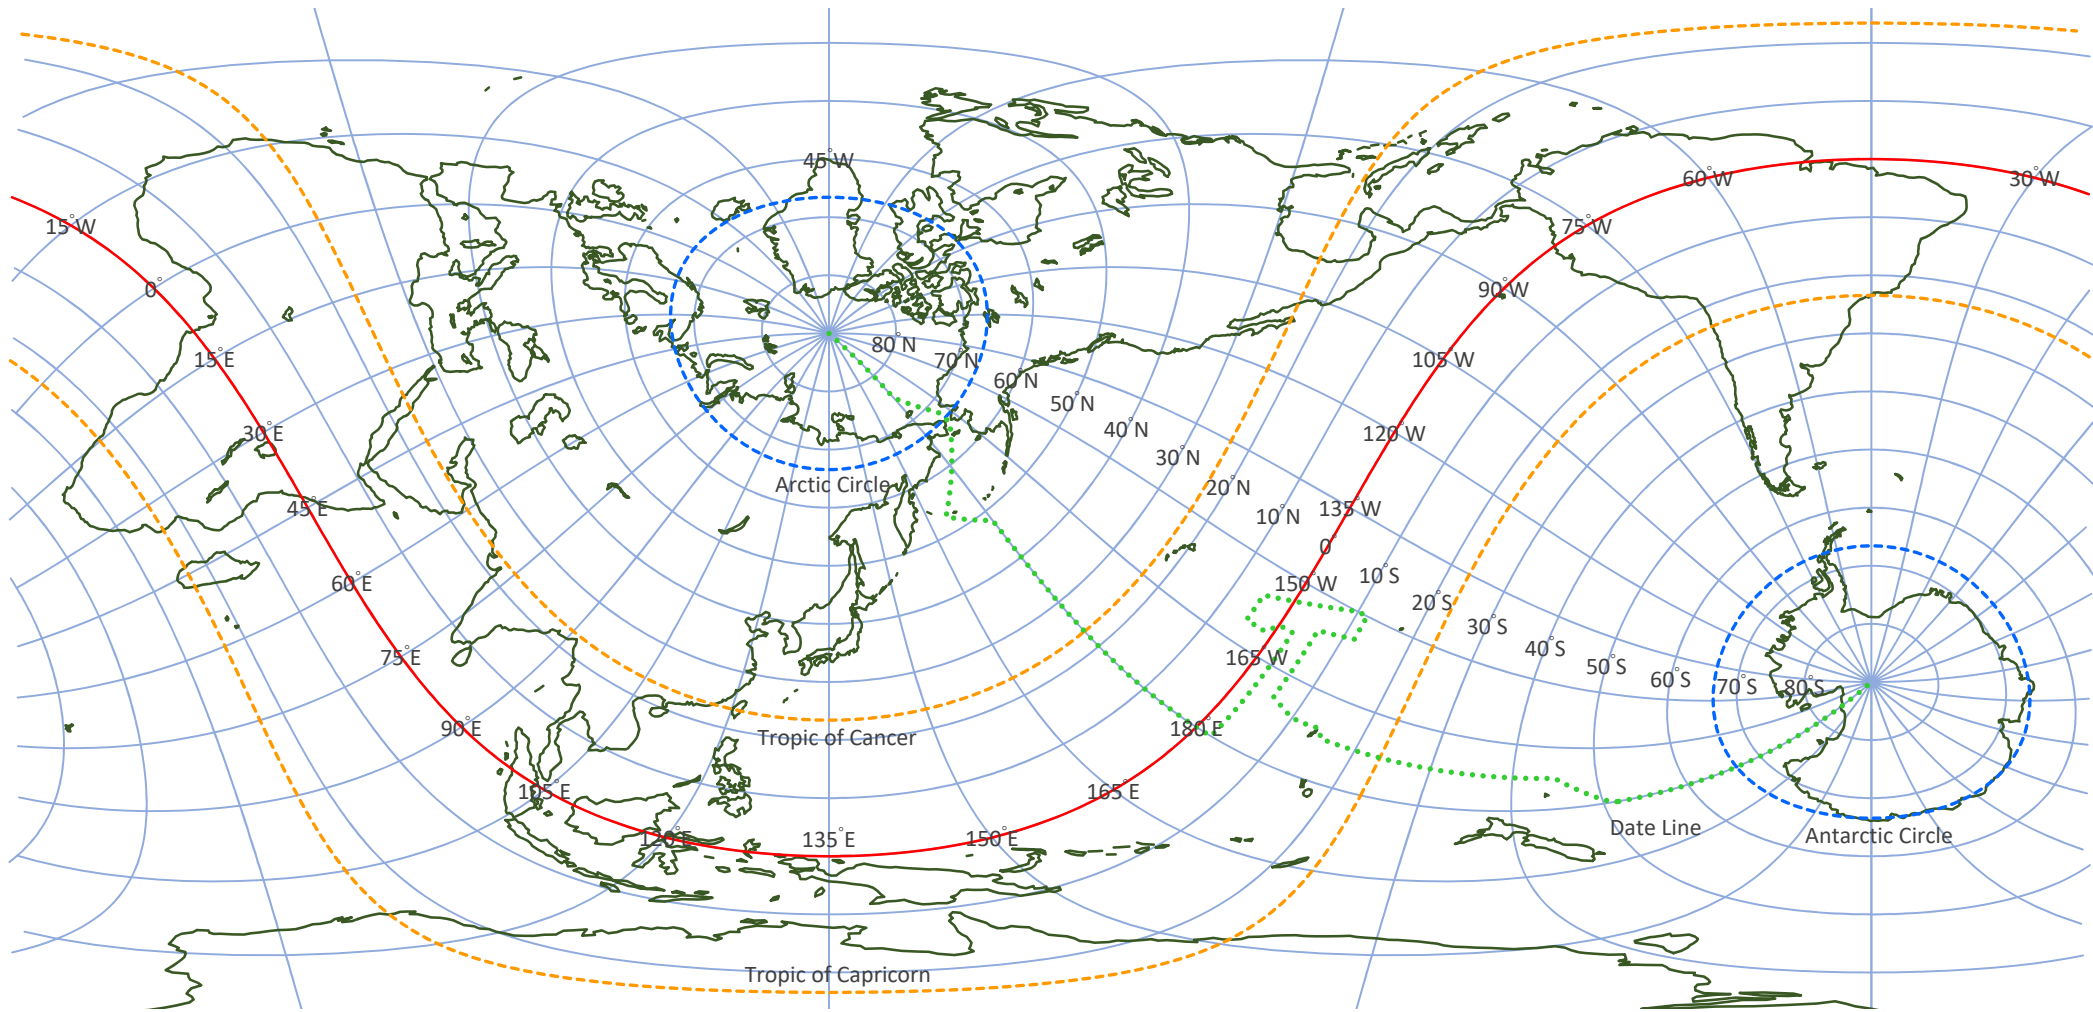 45°W
60°W
30°W
15°W
75°W
0°
90°W
80°N
70°N
15°E
105°W
60°N
50°N
40°N
30°E
120°W
30°N
Arctic Circle
20°N
45°E
10°N
135°W
0°
60°E
150°W
10°S
20°S
30°S
75°E
165°W
40°S
50°S
60°S
70°S
80°S
90°E
180°E
Tropic of Cancer
105°E
165°E
Date Line
120°E
135°E
150°E
Antarctic Circle
Tropic of Capricorn